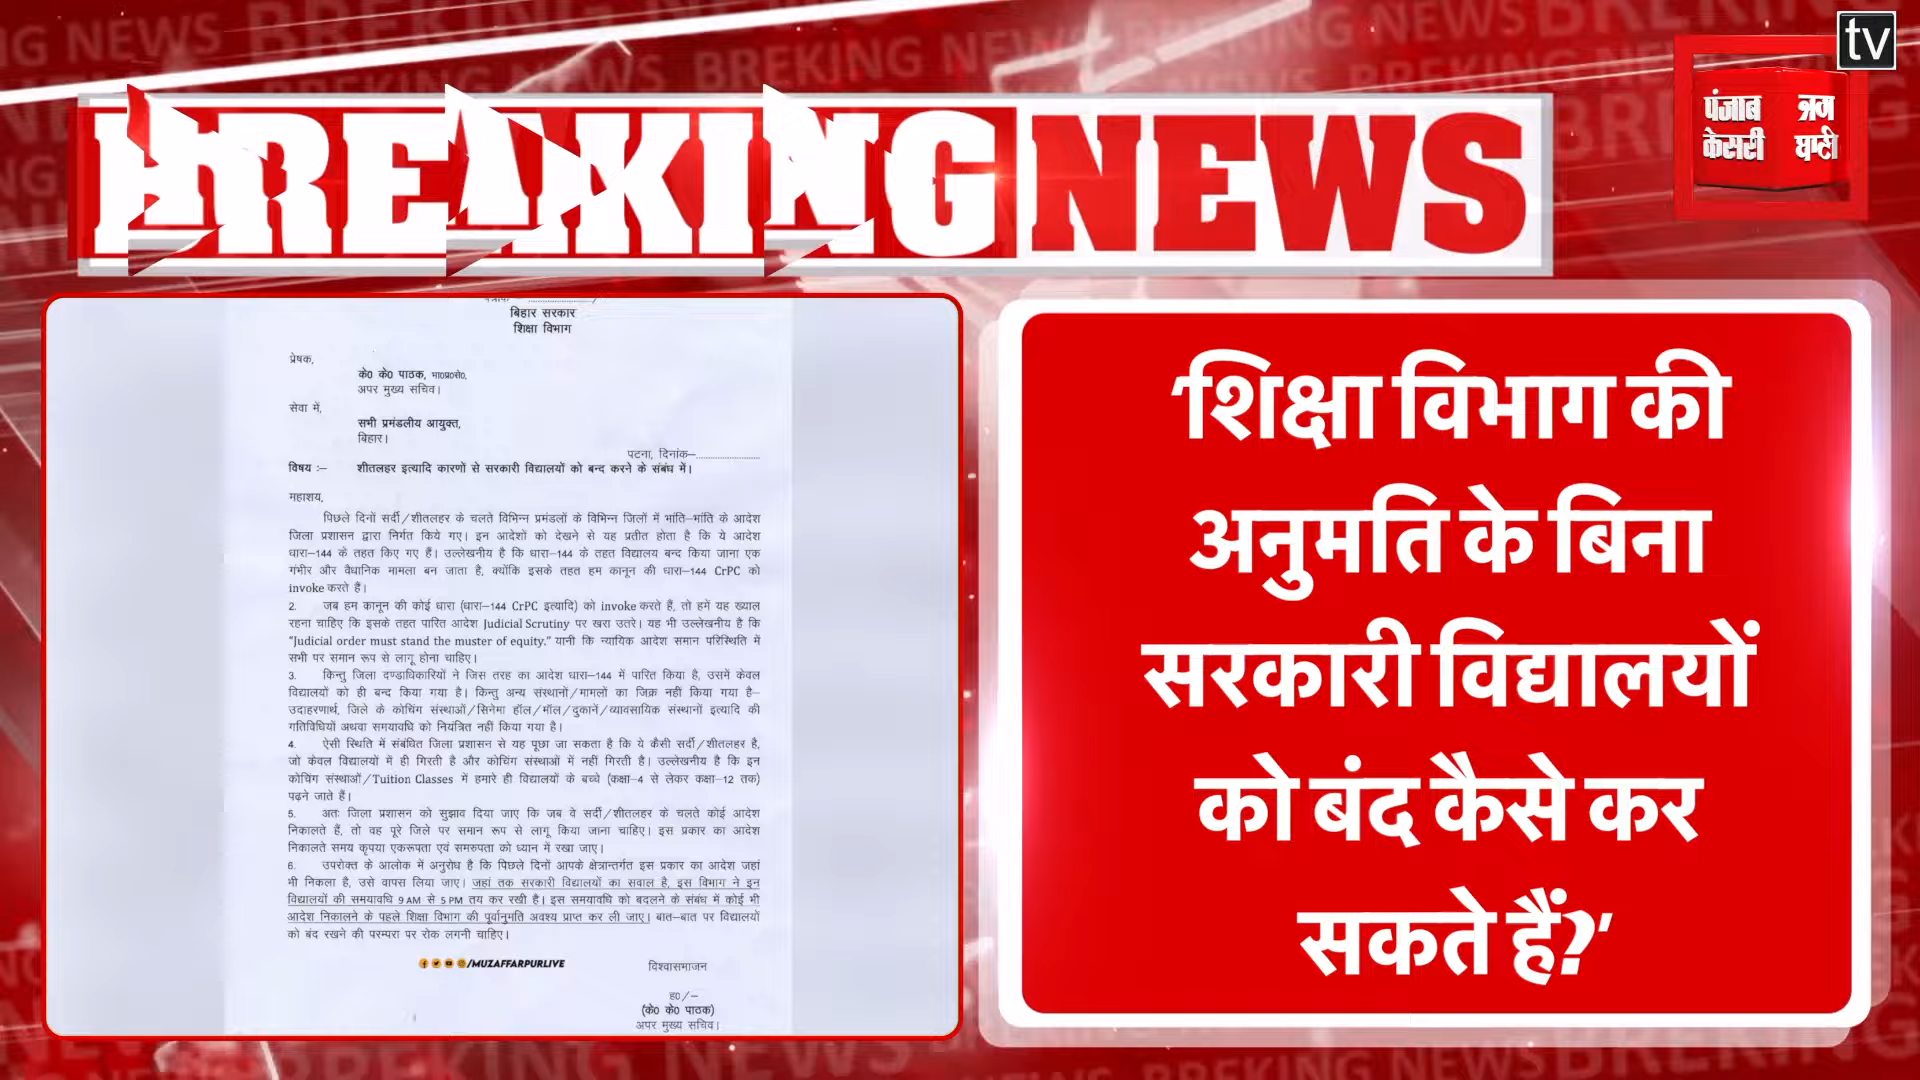 tv
पंजाब
केसरी
BREAKING NEWS
बिहार सरकार
शिक्षा विभाग
प्रेषक,
के0 के0 पाठक, भा0प्र0से0,
अपर मुख्य सचिव।
सेवा में,
सभी प्रमंडलीय आयुक्त,
बिहार।
पटना, दिनांक–........................
विषय :– शीतलहर इत्यादि कारणों से सरकारी विद्यालयों को बन्द करने के संबंध में।
महाशय,
पिछले दिनों सर्दी/शीतलहर के चलते विभिन्न प्रमंडलों के विभिन्न जिलों में भांति–भांति के आदेश
जिला प्रशासन द्वारा निर्गत किये गए। इन आदेशों को देखने से यह प्रतीत होता है कि ये आदेश
धारा–144 के तहत किए गए हैं। उल्लेखनीय है कि धारा–144 के तहत विद्यालय बन्द किया जाना एक
गंभीर और वैधानिक मामला बन जाता है, क्योंकि इसके तहत हम कानून की धारा–144 CrPC को
invoke करते हैं।
2. जब हम कानून की कोई धारा (धारा–144 CrPC इत्यादि) को invoke करते हैं, तो हमें यह ख्याल
रहना चाहिए कि इसके तहत पारित आदेश Judicial Scrutiny पर खरा उतरे। यह भी उल्लेखनीय है कि
"Judicial order must stand the muster of equity." यानी कि न्यायिक आदेश समान परिस्थिति में
सभी पर समान रूप से लागू होना चाहिए।
3. किन्तु जिला दण्डाधिकारियों ने जिस तरह का आदेश धारा–144 में पारित किया है, उसमें केवल
विद्यालयों को ही बन्द किया गया है। किन्तु अन्य संस्थानों/मागलों का जिक्र नहीं किया गया है–
उदाहरणार्थ, जिले के कोचिंग संस्थाओं/सिनेमा हॉल/मॉल/दुकानें/व्यावसायिक संस्थानों इत्यादि की
गतिविधियों अथवा समयावधि को नियंत्रित नहीं किया गया है।
4. ऐसी स्थिति में संबंधित जिला प्रशासन से यह पूछा जा सकता है कि ये कैसी सर्दी/शीतलहर है,
जो केवल विद्यालयों में ही गिरती है और कोचिंग संस्थाओं में नहीं गिरती है। उल्लेखनीय है कि इन
कोचिंग संस्थाओं/Tuition Classes में हमारे ही विद्यालयों के बच्चे (कक्षा–4 से लेकर कक्षा–12 तक)
पढ़ने जाते हैं।
5. अतः जिला प्रशासन को सुझाव दिया जाए कि जब वे सर्दी/शीतलहर के चलते कोई आदेश
निकालते हैं, तो वह पूरे जिले पर समान रूप से लागू किया जाना चाहिए। इस प्रकार का आदेश
निकालते समय कृपया एकरूपता एवं समरुपता को ध्यान में रखा जाए।
6. उपरोक्त के आलोक में अनुरोध है कि पिछले दिनों आपके क्षेत्रान्तर्गत इस प्रकार का आदेश जहां
भी निकला है, उसे वापस लिया जाए। जहां तक सरकारी विद्यालयों का सवाल है, इस विभाग ने इन
विद्यालयों की समयावधि 9 AM से 5 PM तय कर रखी है। इस समयावधि को बदलने के संबंध में कोई भी
आदेश निकालने के पहले शिक्षा विभाग की पूर्वानुमति अवश्य प्राप्त कर ली जाए। बात–बात पर विद्यालयों
को बंद रखने की परम्परा पर रोक लगनी चाहिए।
/MUZAFFARPURLIVE
विश्वासभाजन
ह0/–
(के0 के0 पाठक)
अपर मुख्य सचिव।
'शिक्षा विभाग की
अनुमति के बिना
सरकारी विद्यालयों
को बंद कैसे कर
सकते हैं?'
BREKING NEWS